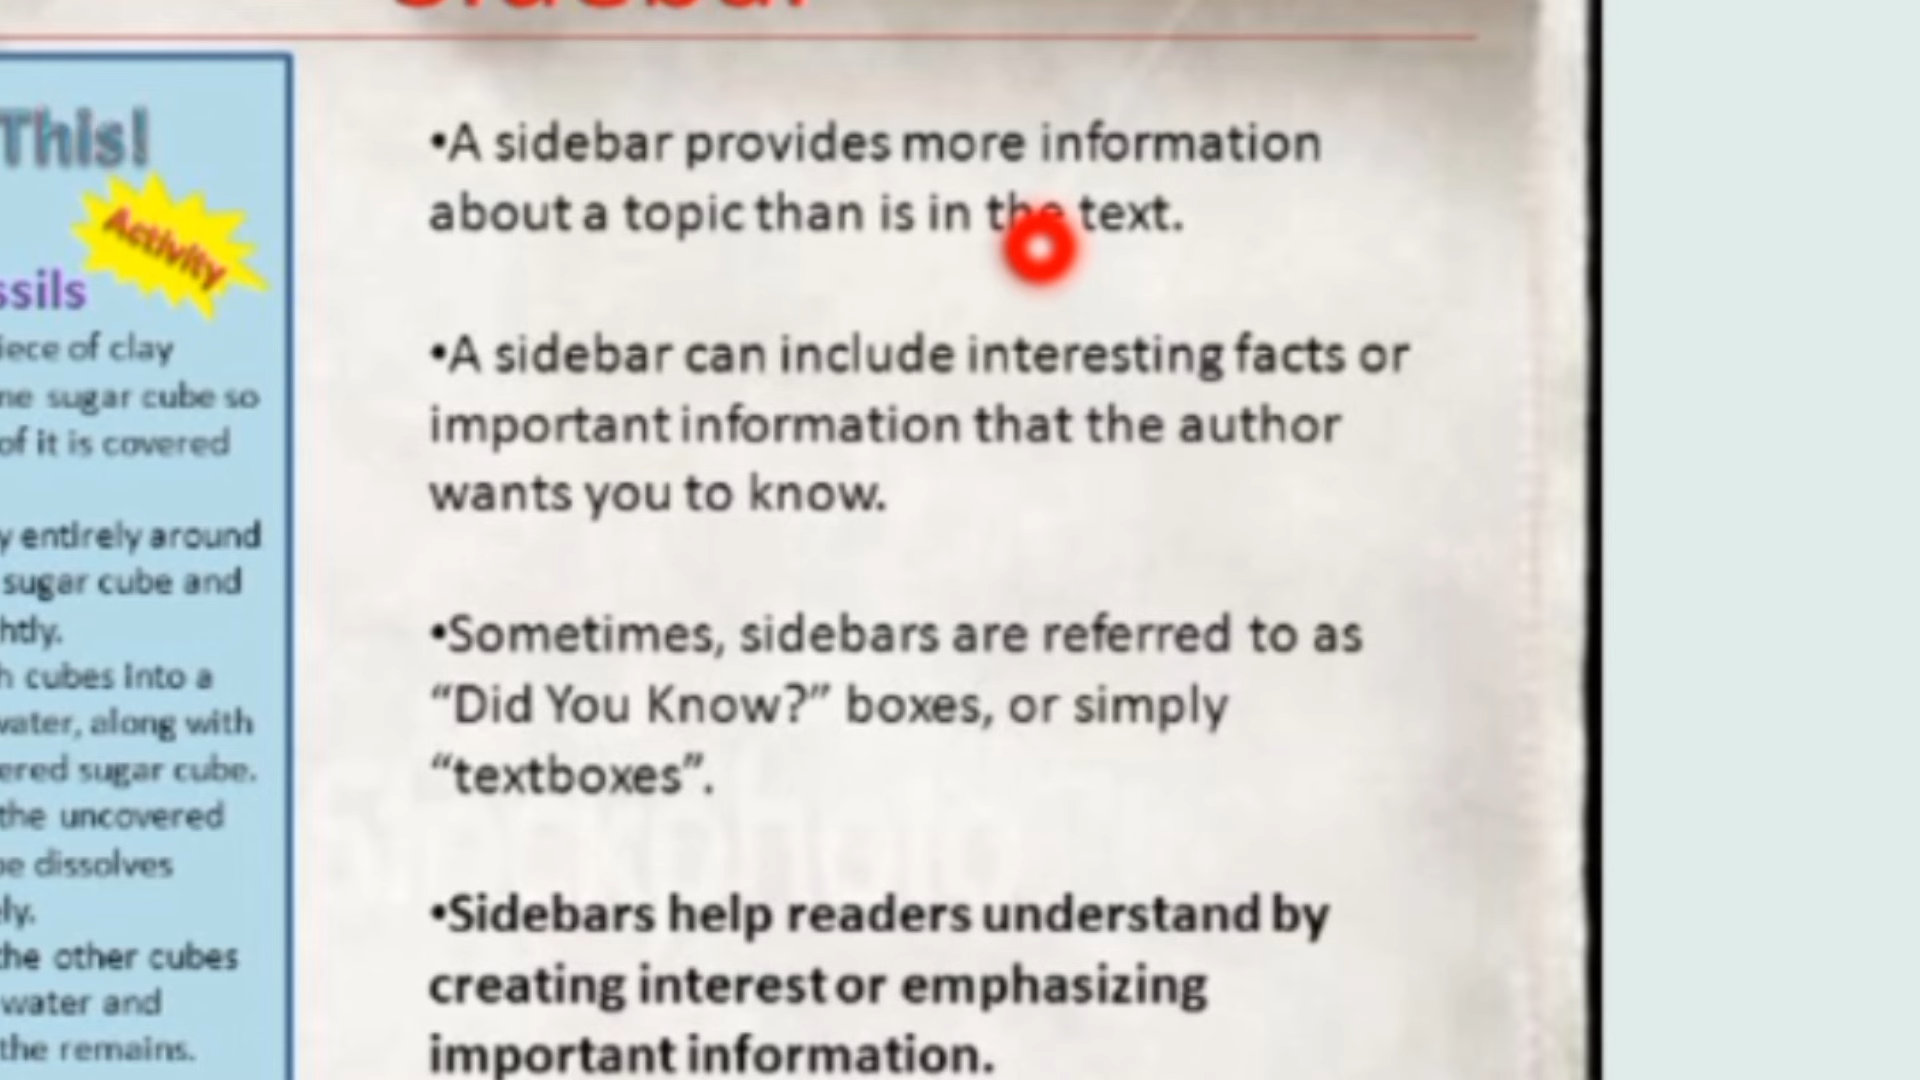 Sidebar
This!
Activity
ssils
iece of clay
ne sugar cube so
of it is covered
y entirely around
sugar cube and
htly.
h cubes into a
water, along with
ered sugar cube.
the uncovered
be dissolves
ely.
the other cubes
water and
the remains.
•A sidebar provides more information
about a topic than is in the text.
•A sidebar can include interesting facts or
important information that the author
wants you to know.
•Sometimes, sidebars are referred to as
“Did You Know?” boxes, or simply
“textboxes”.
•Sidebars help readers understand by
creating interest or emphasizing
important information.